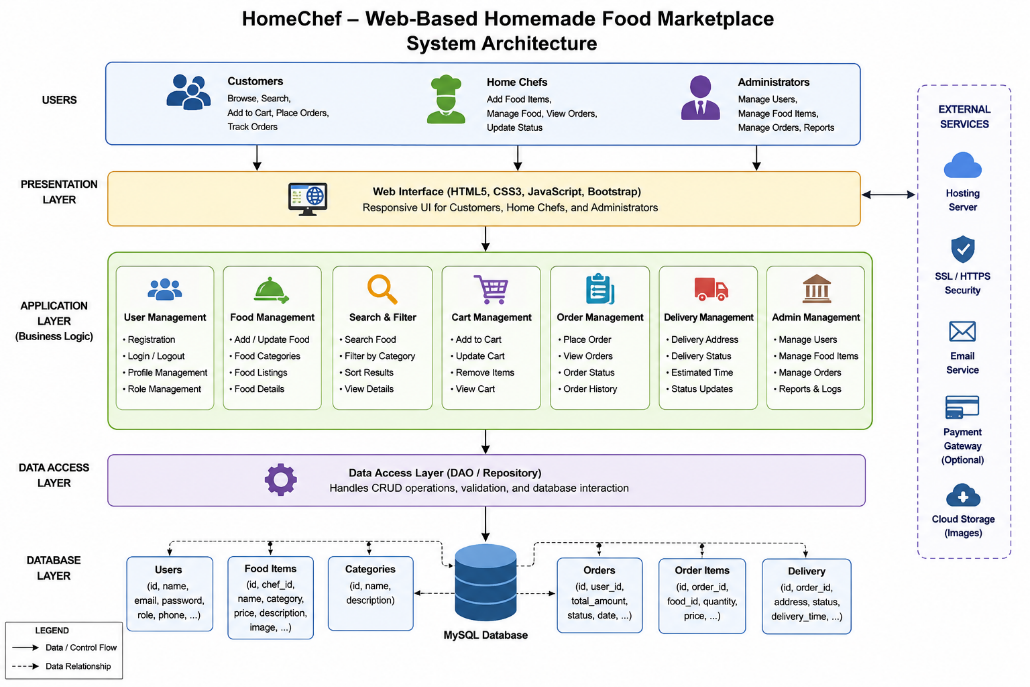 HomeChef – Web-Based Homemade Food Marketplace
System Architecture
USERS
Customers
Browse, Search,
Add to Cart, Place Orders,
Track Orders
Home Chefs
Add Food Items,
Manage Food, View Orders,
Update Status
Administrators
Manage Users,
Manage Food Items,
Manage Orders, Reports
PRESENTATION
LAYER
Web Interface (HTML5, CSS3, JavaScript, Bootstrap)
Responsive UI for Customers, Home Chefs, and Administrators
APPLICATION
LAYER
(Business Logic)
User Management
• Registration
• Login / Logout
• Profile Management
• Role Management
Food Management
• Add / Update Food
• Food Categories
• Food Listings
• Food Details
Search & Filter
• Search Food
• Filter by Category
• Sort Results
• View Details
Cart Management
• Add to Cart
• Update Cart
• Remove Items
• View Cart
Order Management
• Place Order
• View Orders
• Order Status
• Order History
Delivery Management
• Delivery Address
• Delivery Status
• Estimated Time
• Status Updates
Admin Management
• Manage Users
• Manage Food Items
• Manage Orders
• Reports & Logs
DATA ACCESS
LAYER
Data Access Layer (DAO / Repository)
Handles CRUD operations, validation, and database interaction
DATABASE
LAYER
Users
(id, name,
email, password,
role, phone, ...)
Food Items
(id, chef_id,
name, category,
price, description,
image, ...)
Categories
(id, name,
description)
MySQL Database
Orders
(id, user_id,
total_amount,
status, date, ...)
Order Items
(id, order_id,
food_id, quantity,
price, ...)
Delivery
(id, order_id,
address, status,
delivery_time, ...)
EXTERNAL
SERVICES
Hosting
Server
SSL / HTTPS
Security
Email
Service
Payment
Gateway
(Optional)
Cloud Storage
(Images)
LEGEND
Data / Control Flow
Data Relationship